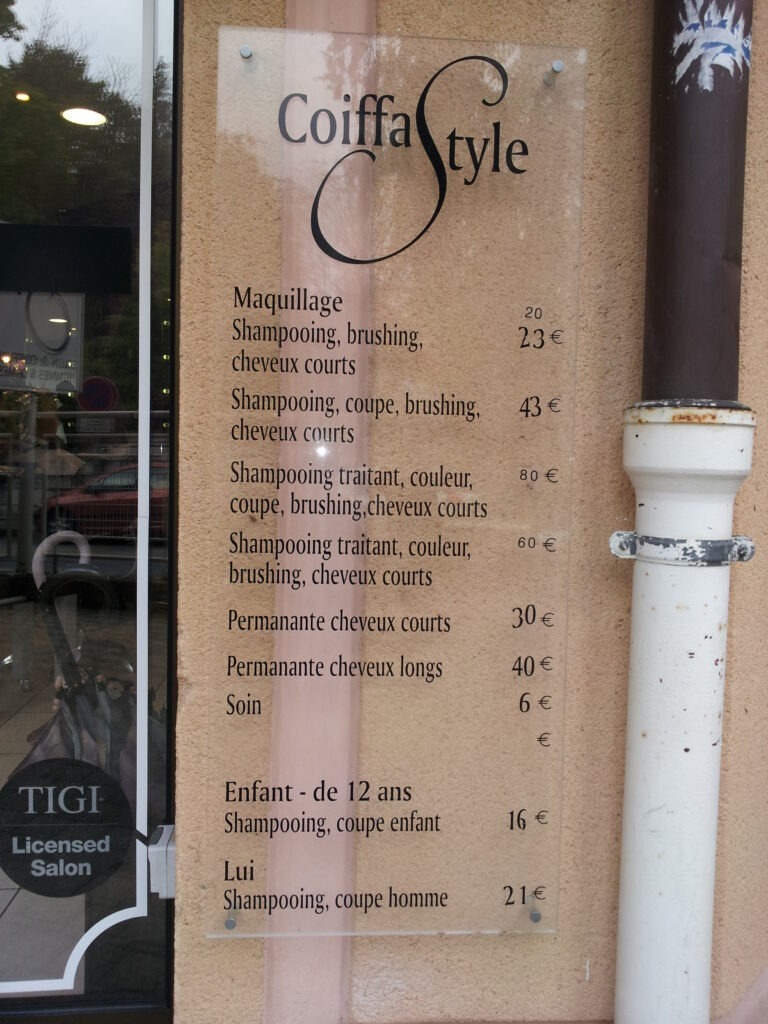 Coiffa Style
Maquillage 20
Shampooing, brushing, 23 €
cheveux courts
Shampooing, coupe, brushing, 43 €
cheveux courts
Shampooing traitant, couleur, 80 €
coupe, brushing,cheveux courts
Shampooing traitant, couleur, 60 €
brushing, cheveux courts
Permanante cheveux courts 30 €
Permanante cheveux longs 40 €
Soin 6 €
€
Enfant - de 12 ans
Shampooing, coupe enfant 16 €
Lui
Shampooing, coupe homme 21 €
TIGI
Licensed
Salon